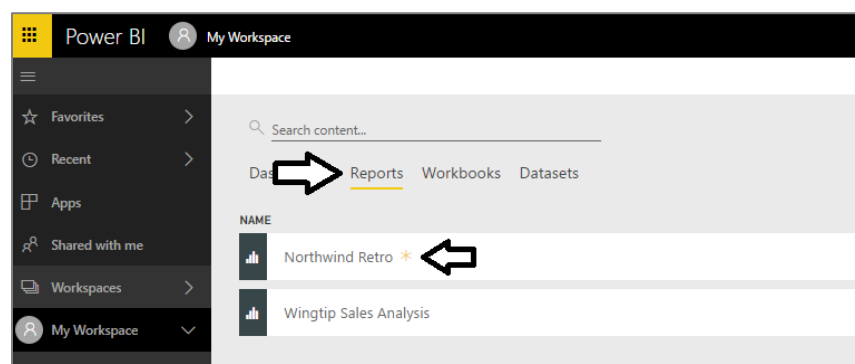 Power BI My Workspace
Favorites
Recent
Apps
Shared with me
Workspaces
My Workspace
Search content...
Reports Workbooks Datasets
NAME
Northwind Retro *
Wingtip Sales Analysis